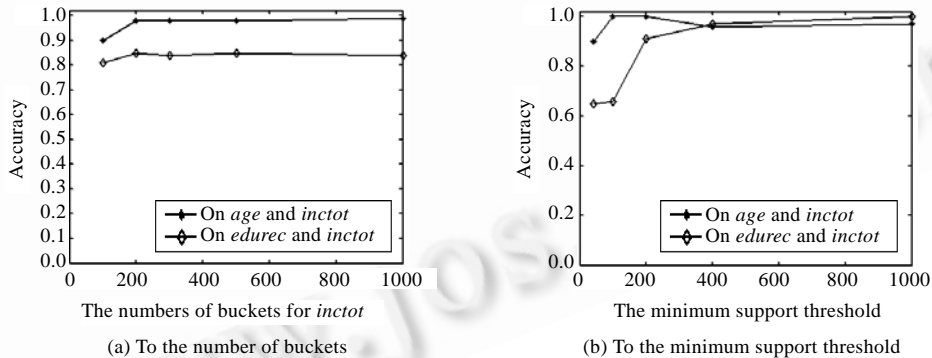 1.0
0.9
0.8
0.7
0.6
0.5
0.4
0.3
0.2
0.1
0.0
Accuracy
On age and inctot
On edurec and inctot
0 200 400 600 800 1000
The numbers of buckets for inctot
(a) To the number of buckets
1.0
0.8
0.6
0.4
0.2
0
Accuracy
On age and inctot
On edurec and inctot
0 200 400 600 800 1000
The minimum support threshold
(b) To the minimum support threshold